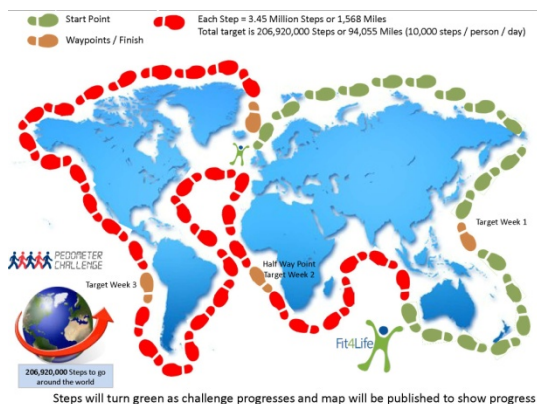 Start Point
Each Step = 3.45 Million Steps or 1,568 Miles
Total target is 206,920,000 Steps or 94,055 Miles (10,000 steps / person / day)
Waypoints / Finish
Target Week 1
PEDOMETER
CHALLENGE
Half Way Point
Target Week 2
Target Week 3
Fit4Life
206,920,000 Steps to go
around the world
Steps will turn green as challenge progresses and map will be published to show progress